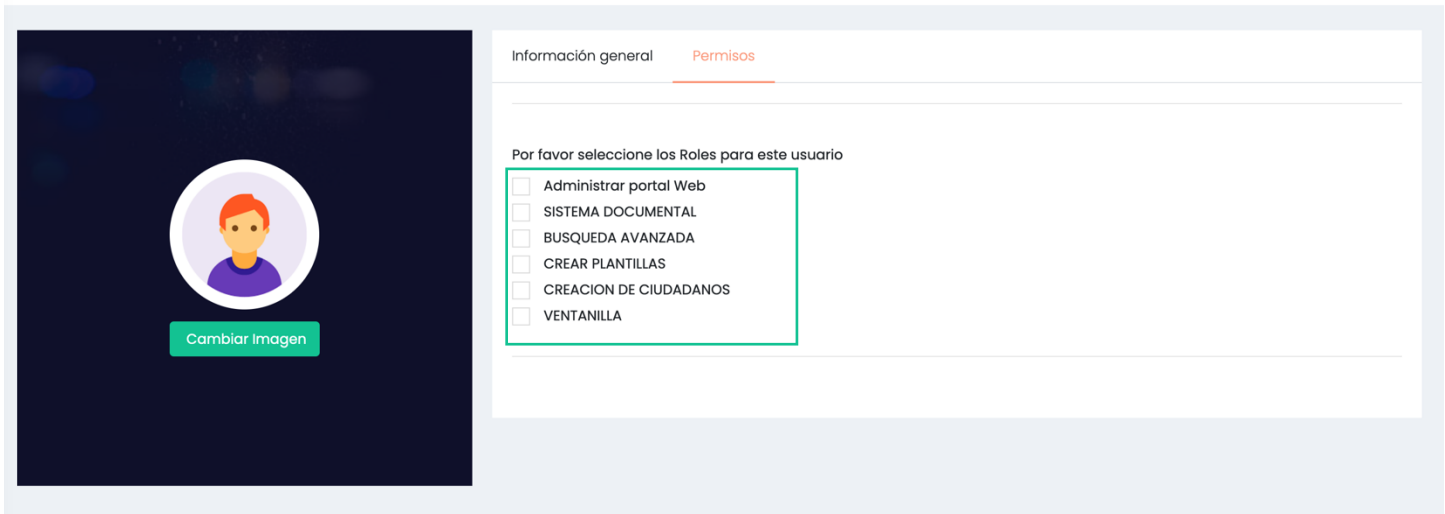 Información general
Permisos
Por favor seleccione los Roles para este usuario
Administrar portal Web
SISTEMA DOCUMENTAL
BUSQUEDA AVANZADA
CREAR PLANTILLAS
CREACION DE CIUDADANOS
VENTANILLA
Cambiar Imagen